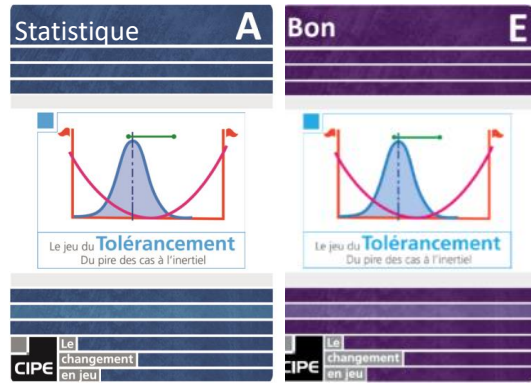 Statistique A
Le jeu du Tolérancement
Du pire des cas à l'inertiel
CIPE
Le
changement
en jeu
Bon E
Le jeu du Tolérancement
Du pire des cas à l'inertiel
CIPE
Le
changement
en jeu